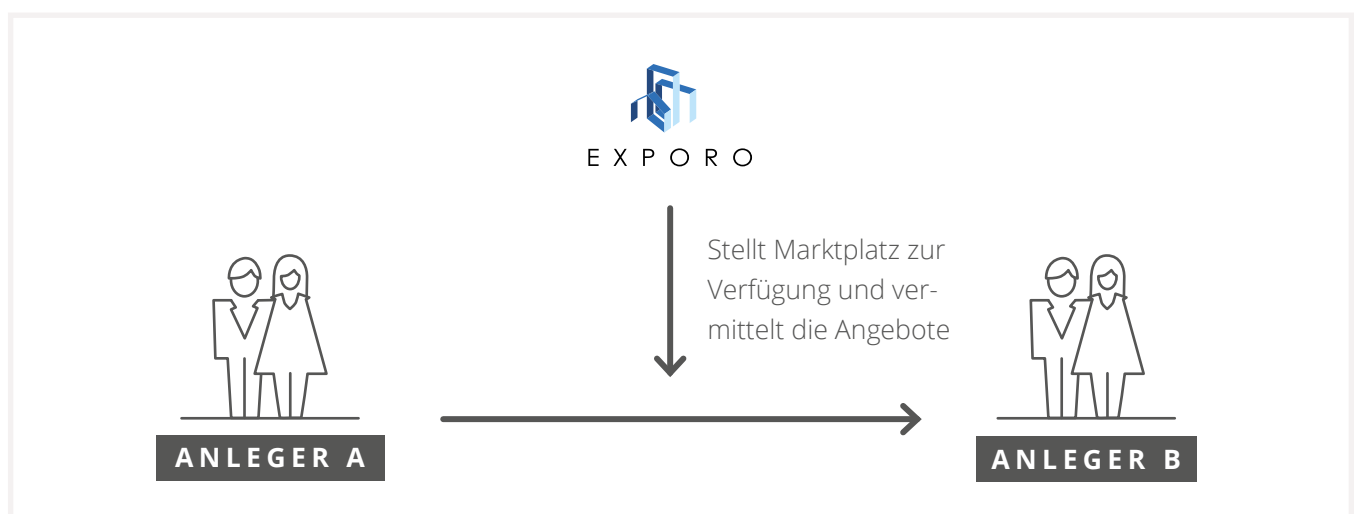 EXPORO
Stellt Marktplatz zur
Verfügung und ver-
mittelt die Angebote
ANLEGER A
ANLEGER B